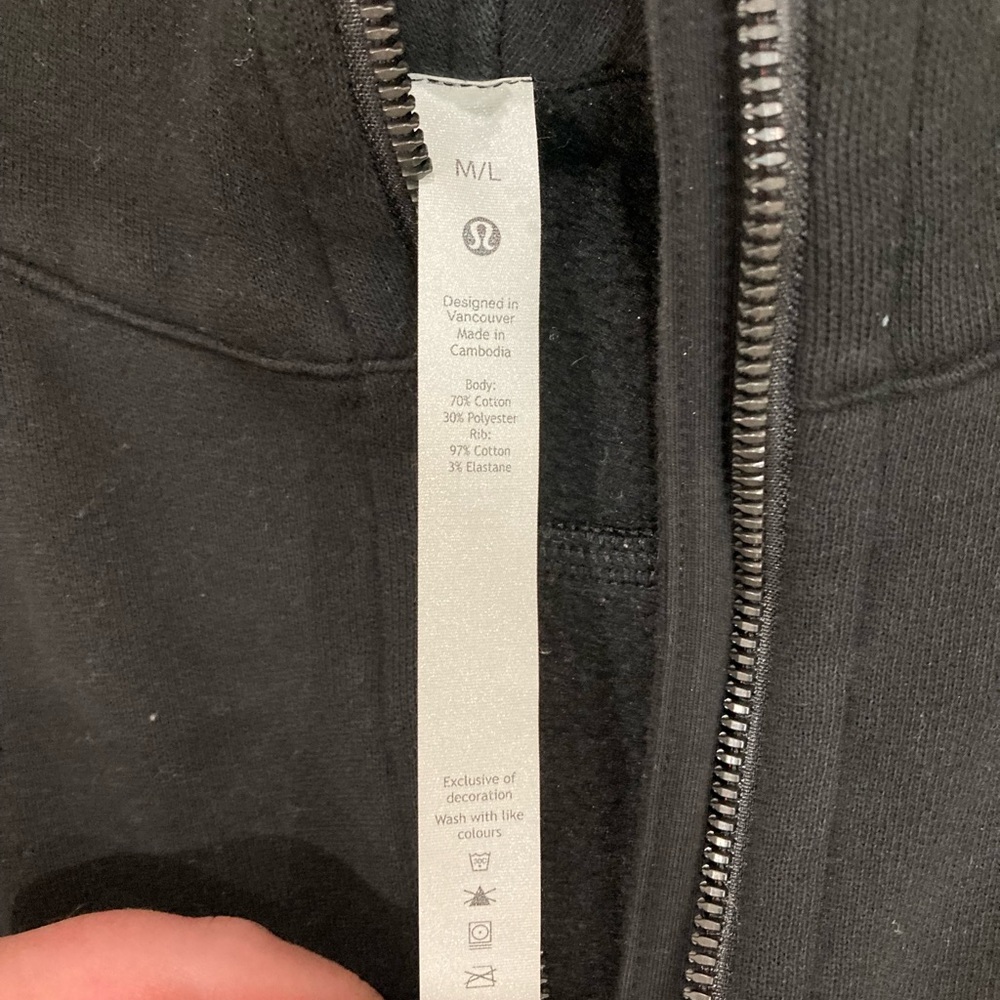 M/L
Designed in
Vancouver
Made in
Cambodia
Body:
70% Cotton
30% Polyester
Rib:
97% Cotton
3% Elastane
Exclusive of
decoration
Wash with like
colours
30C